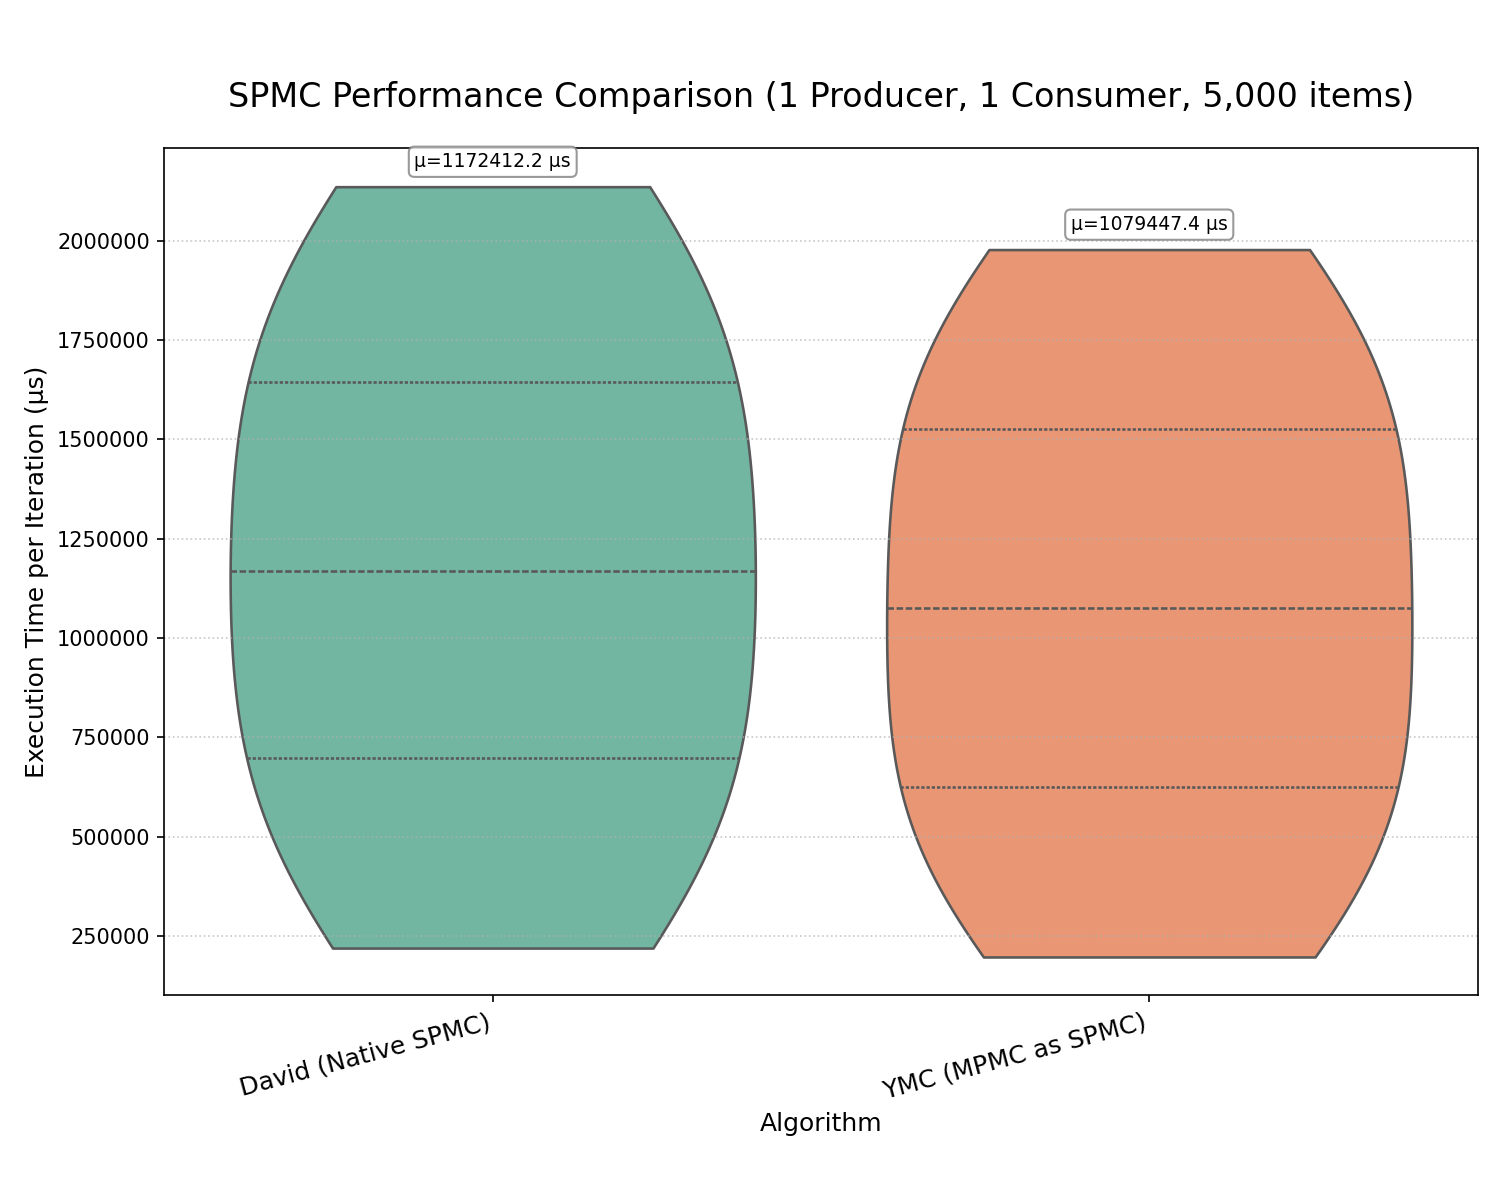 SPMC Performance Comparison (1 Producer, 1 Consumer, 5,000 items)
μ=1172412.2 μs
μ=1079447.4 μs
Execution Time per Iteration (μs)
2000000
1750000
1500000
1250000
1000000
750000
500000
250000
David (Native SPMC)
YMC (MPMC as SPMC)
Algorithm